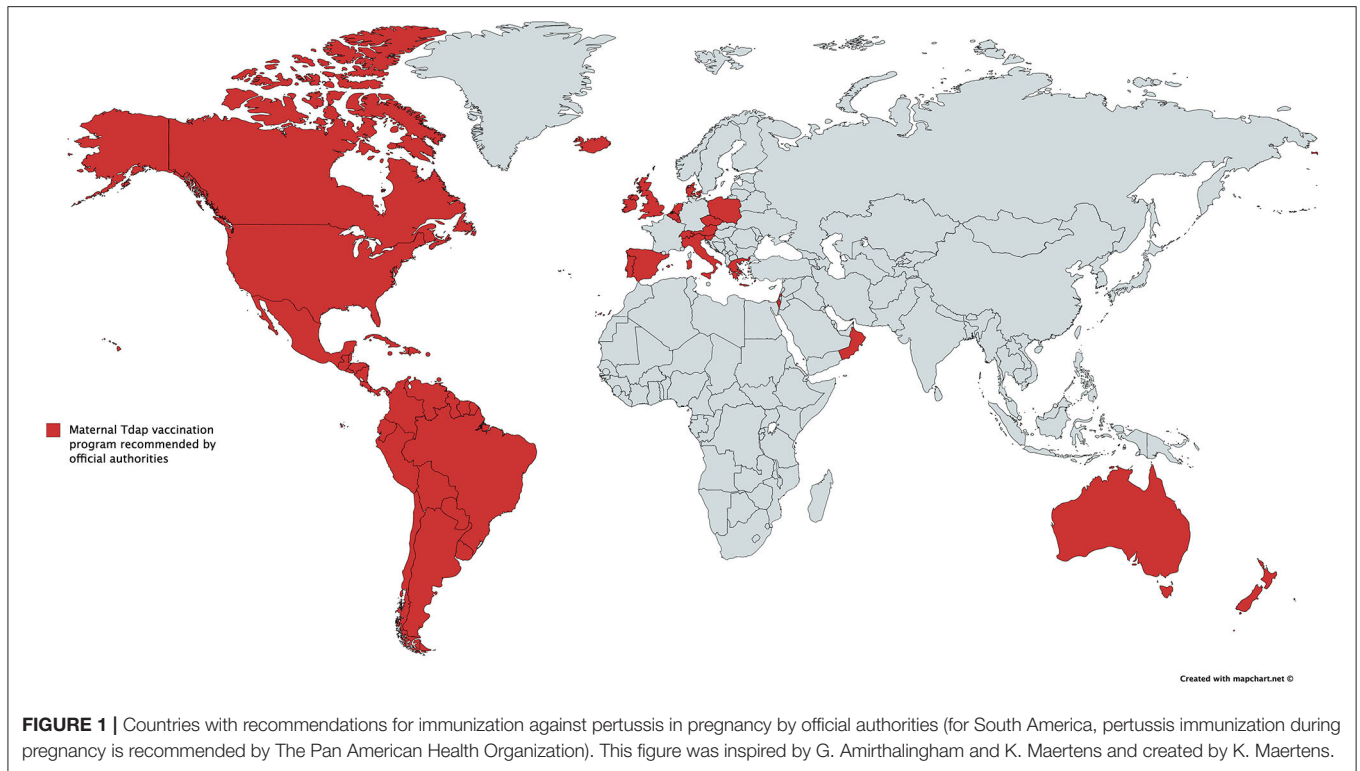 Maternal Tdap vaccination
program recommended by
official authorities
Created with mapchart.net ©
FIGURE 1 | Countries with recommendations for immunization against pertussis in pregnancy by official authorities (for South America, pertussis immunization during
pregnancy is recommended by The Pan American Health Organization). This figure was inspired by G. Amirthalingham and K. Maertens and created by K. Maertens.